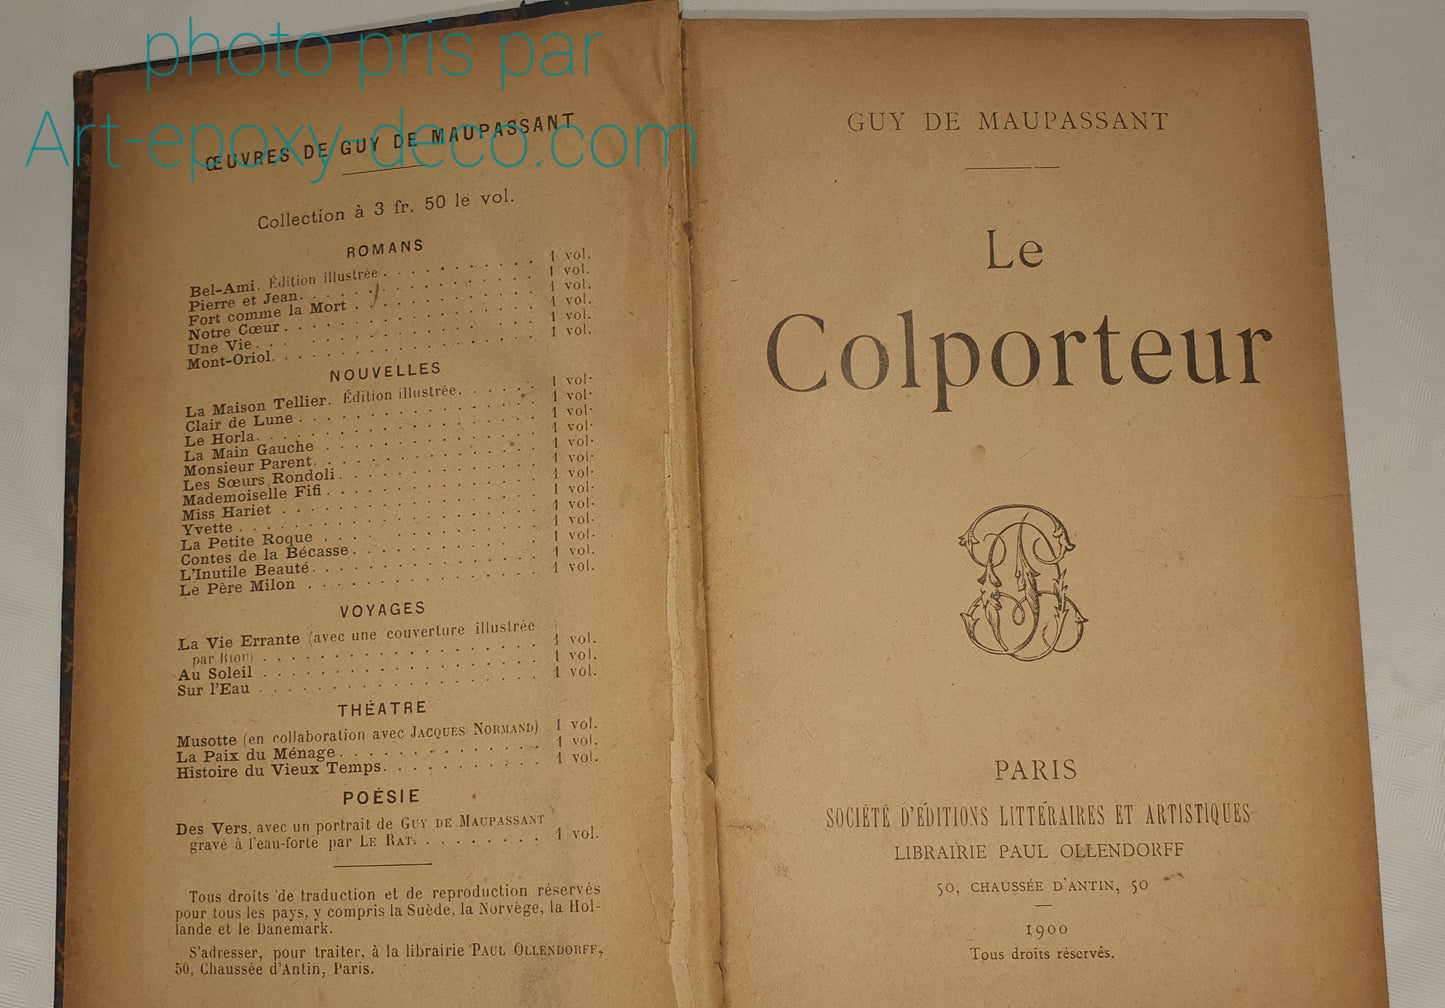 photo pris par
Art-epoxy-deco.com
ŒUVRES DE GUY DE MAUPASSANT
Collection à 3 fr. 50 le vol.
ROMANS
Bel-Ami. Édition illustrée . . . . . . . . . . 1 vol.
Pierre et Jean. . . . . . . . . . . . . . . 1 vol.
Fort comme la Mort . . . . . . . . . . . . 1 vol.
Notre Cœur . . . . . . . . . . . . . . . . 1 vol.
Une Vie . . . . . . . . . . . . . . . . . 1 vol.
Mont-Oriol. . . . . . . . . . . . . . . . 1 vol.
NOUVELLES
La Maison Tellier. Édition illustrée. . . . . . 1 vol.
Clair de Lune . . . . . . . . . . . . . . . 1 vol.
Le Horla. . . . . . . . . . . . . . . . . 1 vol.
La Main Gauche . . . . . . . . . . . . . . 1 vol.
Monsieur Parent. . . . . . . . . . . . . . 1 vol.
Les Sœurs Rondoli . . . . . . . . . . . . . 1 vol.
Mademoiselle Fifi . . . . . . . . . . . . . 1 vol.
Miss Hariet . . . . . . . . . . . . . . . . 1 vol.
Yvette . . . . . . . . . . . . . . . . . . 1 vol.
La Petite Roque . . . . . . . . . . . . . . 1 vol.
Contes de la Bécasse . . . . . . . . . . . . 1 vol.
L'Inutile Beauté . . . . . . . . . . . . . . 1 vol.
Le Père Milon . . . . . . . . . . . . . . . 1 vol.
VOYAGES
La Vie Errante (avec une couverture illustrée
par RIOU) . . . . . . . . . . . . . . . . 1 vol.
Au Soleil . . . . . . . . . . . . . . . . . 1 vol.
Sur l'Eau . . . . . . . . . . . . . . . . . 1 vol.
THÉATRE
Musotte (en collaboration avec JACQUES NORMAND) 1 vol.
La Paix du Ménage . . . . . . . . . . . . . 1 vol.
Histoire du Vieux Temps. . . . . . . . . . . 1 vol.
POÉSIE
Des Vers, avec un portrait de GUY DE MAUPASSANT
gravé à l'eau-forte par LE RAT. . . . . . . . . 1 vol.
Tous droits de traduction et de reproduction réservés
pour tous les pays, y compris la Suède, la Norvège, la Hol-
lande et le Danemark.
S'adresser, pour traiter, à la librairie PAUL OLLENDORFF,
50, Chaussée d'Antin, Paris.
GUY DE MAUPASSANT
Le
Colporteur
PARIS
SOCIÉTÉ D'ÉDITIONS LITTÉRAIRES ET ARTISTIQUES
LIBRAIRIE PAUL OLLENDORFF
50, CHAUSSÉE D'ANTIN, 50
1900
Tous droits réservés.